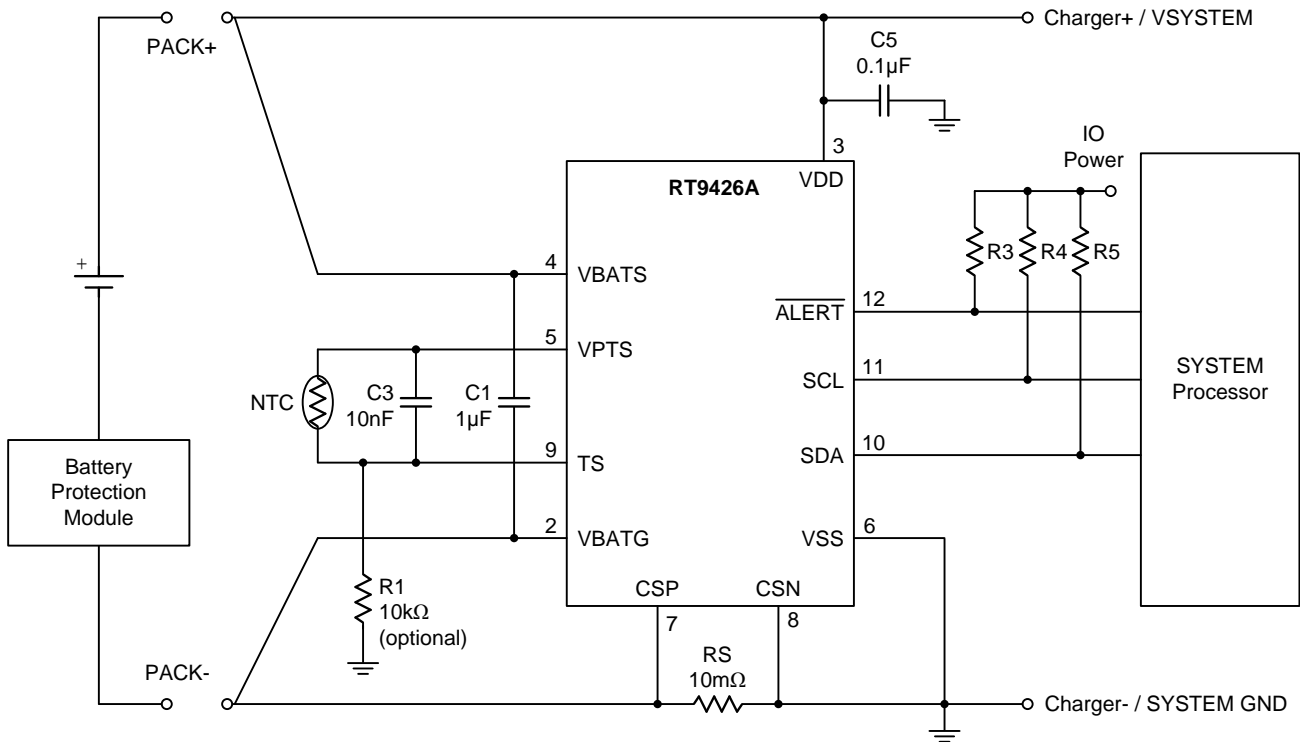 PACK+
Charger+ / VSYSTEM
C5
0.1µF
3
VDD
RT9426A
IO
Power
+
4
VBATS
R3
R4
R5
ALERT
12
5
VPTS
NTC
C3
10nF
C1
1µF
SCL
11
SYSTEM
Processor
9
TS
SDA
10
Battery
Protection
Module
2
VBATG
VSS
6
R1
10kΩ
(optional)
CSP
7
CSN
8
RS
10mΩ
PACK-
Charger- / SYSTEM GND